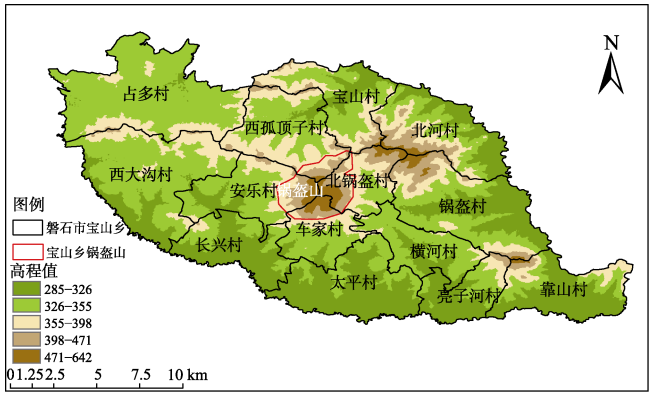 N
占多村
宝山村
西孤顶子村
北河村
西大沟村
安乐村
锅盔山
北锅盔村
锅盔村
长兴村
车家村
横河村
太平村
亮子河村
靠山村
图例
磐石市宝山乡
宝山乡锅盔山
高程值
285–326
326–355
355–398
398–471
471–642
0 1.25 2.5 5 7.5 10 km